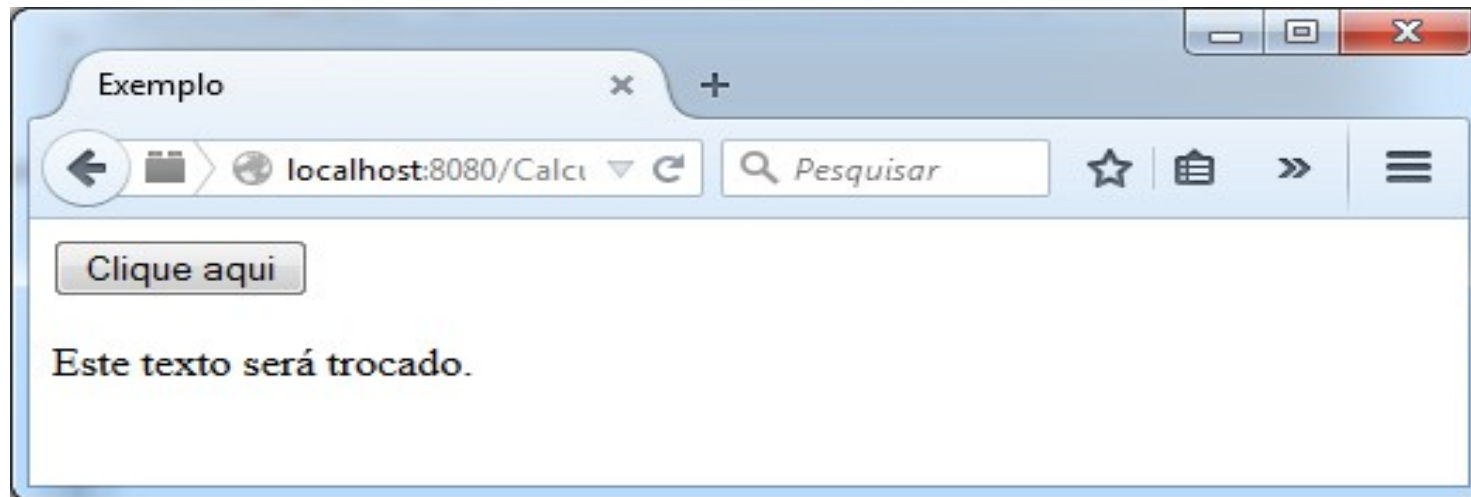 Exemplo
localhost:8080/Calcu
Pesquisar
Clique aqui
Este texto será trocado.